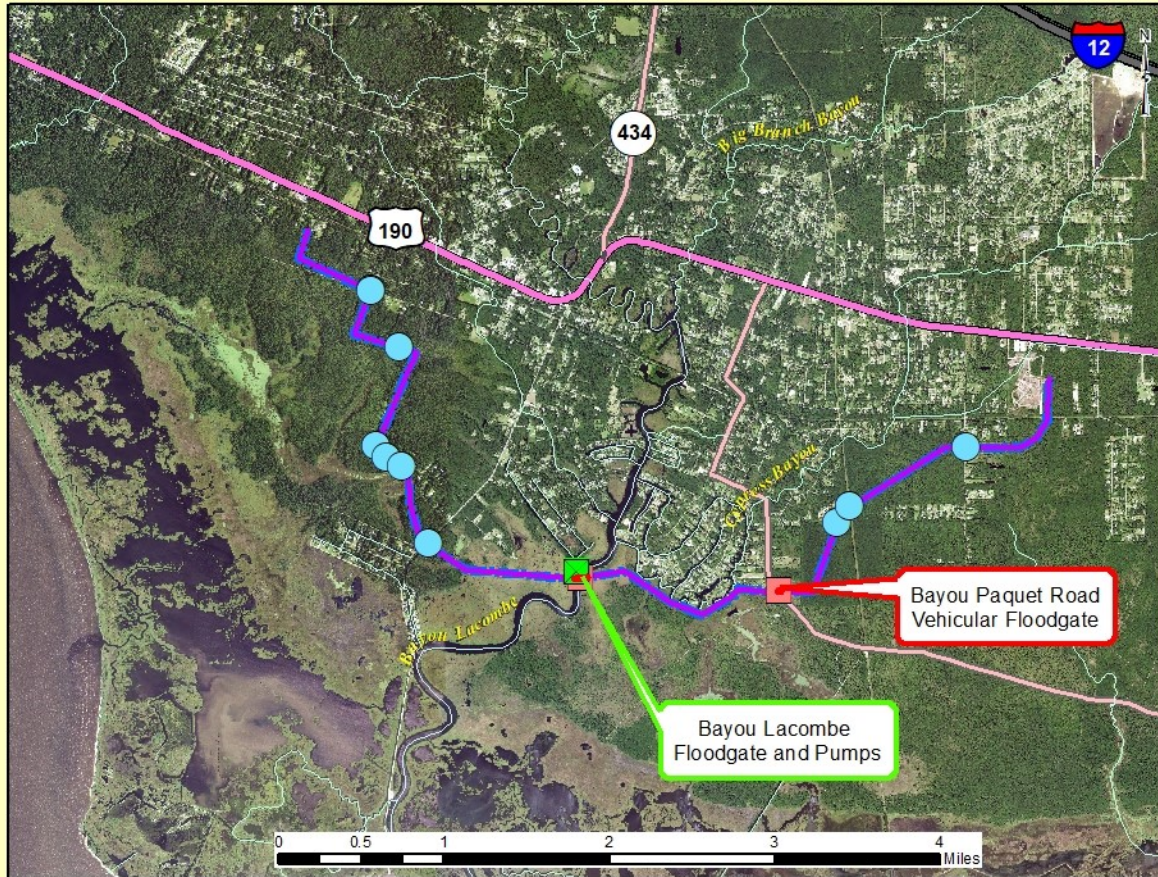 12
N
434
Big Branch Bayou
190
Cypress Bayou
Bayou Paquet Road
Vehicular Floodgate
Bayou Lacombe
Bayou Lacombe
Floodgate and Pumps
0 0.5 1 2 3 4
Miles